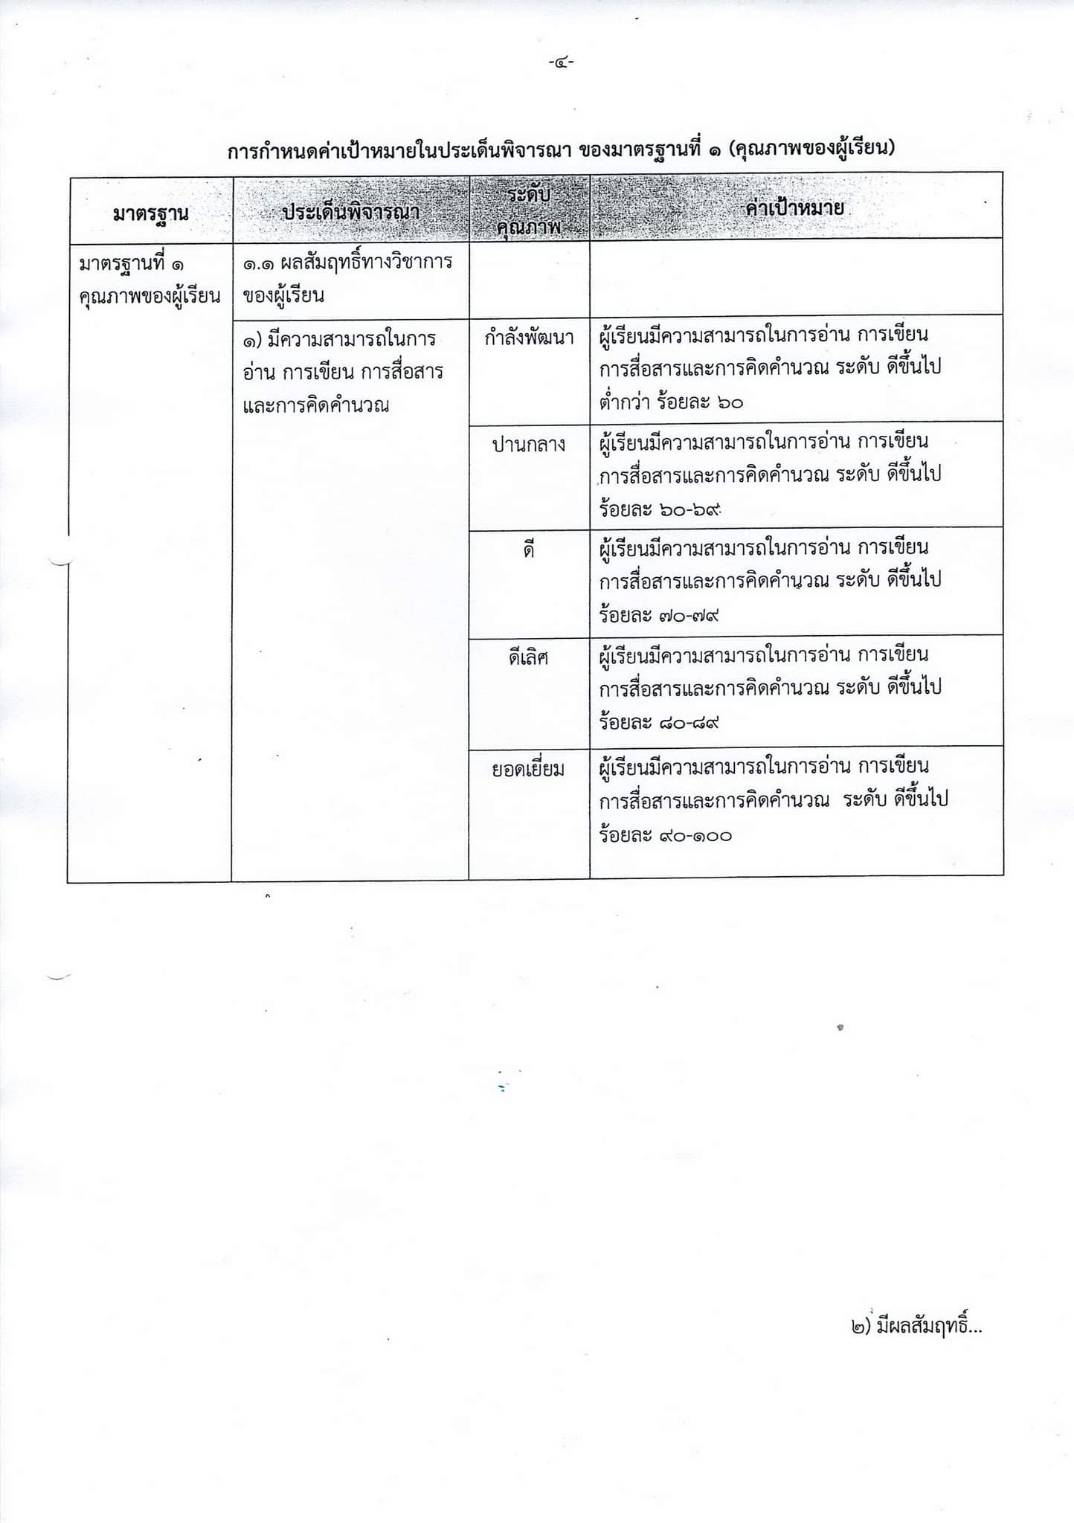 -๔-
การกำหนดค่าเป้าหมายในประเด็นพิจารณา ของมาตรฐานที่ ๑ (คุณภาพของผู้เรียน)
มาตรฐาน
ประเด็นพิจารณา
ระดับ
คุณภาพ
ค่าเป้าหมาย
มาตรฐานที่ ๑
คุณภาพของผู้เรียน
๑.๑ ผลสัมฤทธิ์ทางวิชาการ
ของผู้เรียน
๑) มีความสามารถในการ
อ่าน การเขียน การสื่อสาร
และการคิดคำนวณ
กำลังพัฒนา
ผู้เรียนมีความสามารถในการอ่าน การเขียน
การสื่อสารและการคิดคำนวณ ระดับ ดีขึ้นไป
ต่ำกว่า ร้อยละ ๖๐
ปานกลาง
ผู้เรียนมีความสามารถในการอ่าน การเขียน
การสื่อสารและการคิดคำนวณ ระดับ ดีขึ้นไป
ร้อยละ ๖๐-๖๙
ดี
ผู้เรียนมีความสามารถในการอ่าน การเขียน
การสื่อสารและการคิดคำนวณ ระดับ ดีขึ้นไป
ร้อยละ ๗๐-๗๙
ดีเลิศ
ผู้เรียนมีความสามารถในการอ่าน การเขียน
การสื่อสารและการคิดคำนวณ ระดับ ดีขึ้นไป
ร้อยละ ๘๐-๘๙
ยอดเยี่ยม
ผู้เรียนมีความสามารถในการอ่าน การเขียน
การสื่อสารและการคิดคำนวณ ระดับ ดีขึ้นไป
ร้อยละ ๙๐-๑๐๐
๒) มีผลสัมฤทธิ์...